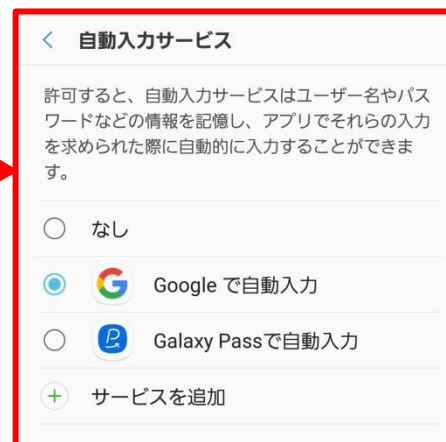 自動入力サービス
許可すると、自動入力サービスはユーザー名やパス
ワードなどの情報を記憶し、アプリでそれらの入力
を求められた際に自動的に入力することができま
す。
なし
Google で自動入力
Galaxy Passで自動入力
サービスを追加